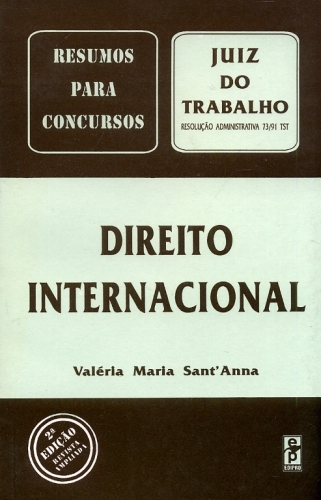 RESUMOS
PARA
CONCURSOS
JUIZ
DO
TRABALHO
RESOLUÇÃO ADMINISTRATIVA 73/91 TST
DIREITO
INTERNACIONAL
Valéria Maria Sant'Anna
2ª
EDIÇÃO
REVISTA
AMPLIADA
ep
EDIPRO